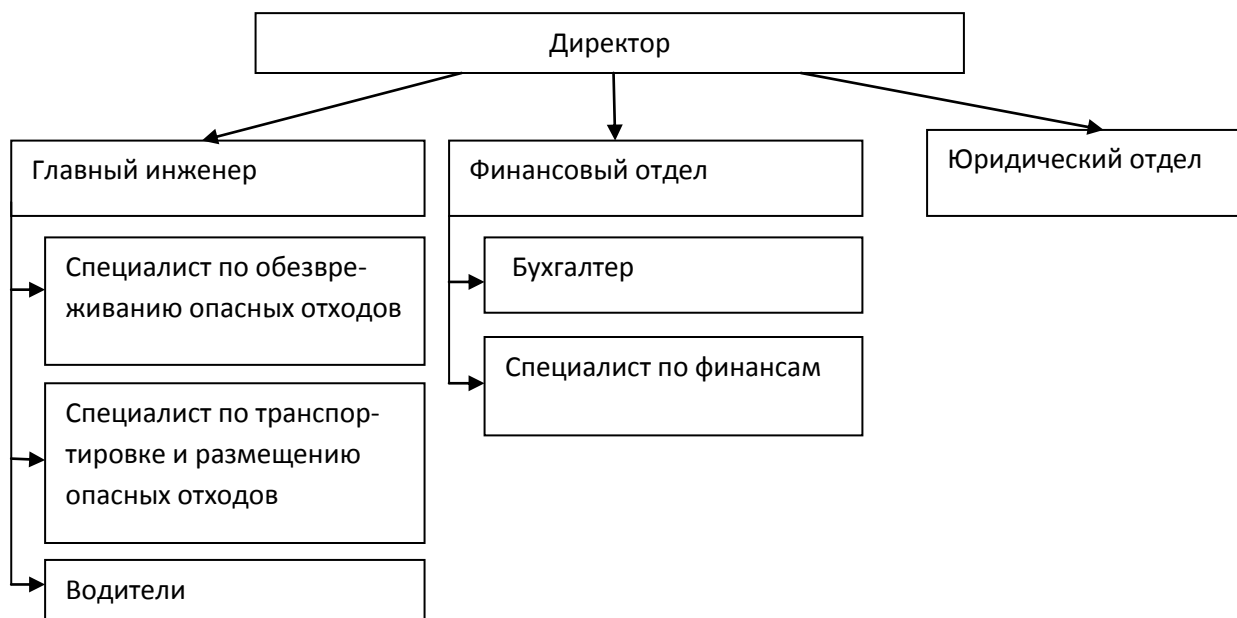 Директор
Главный инженер
Финансовый отдел
Юридический отдел
Специалист по обезвре-
живанию опасных отходов
Бухгалтер
Специалист по финансам
Специалист по транспор-
тировке и размещению
опасных отходов
Водители